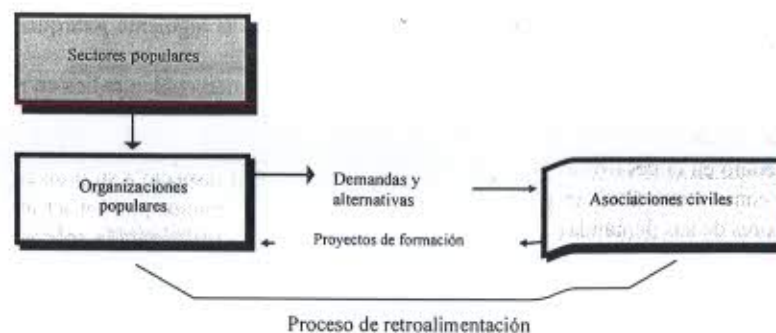 Sectores populares
Organizaciones
populares
Demandas y
alternativas
Asociaciones civiles
Proyectos de formación
Proceso de retroalimentación